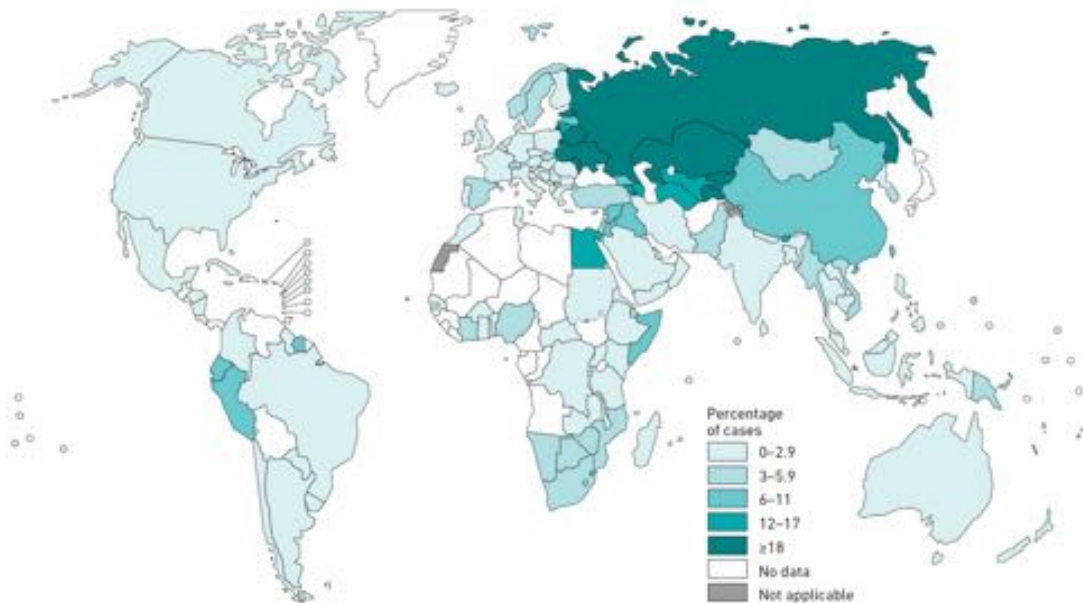 Percentage
of cases
0–2.9
3–5.9
6–11
12–17
≥18
No data
Not applicable